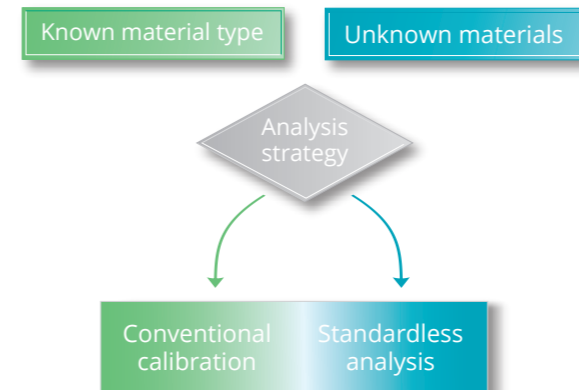 Known material type
Unknown materials
Analysis
strategy
Conventional
calibration
Standardless
analysis